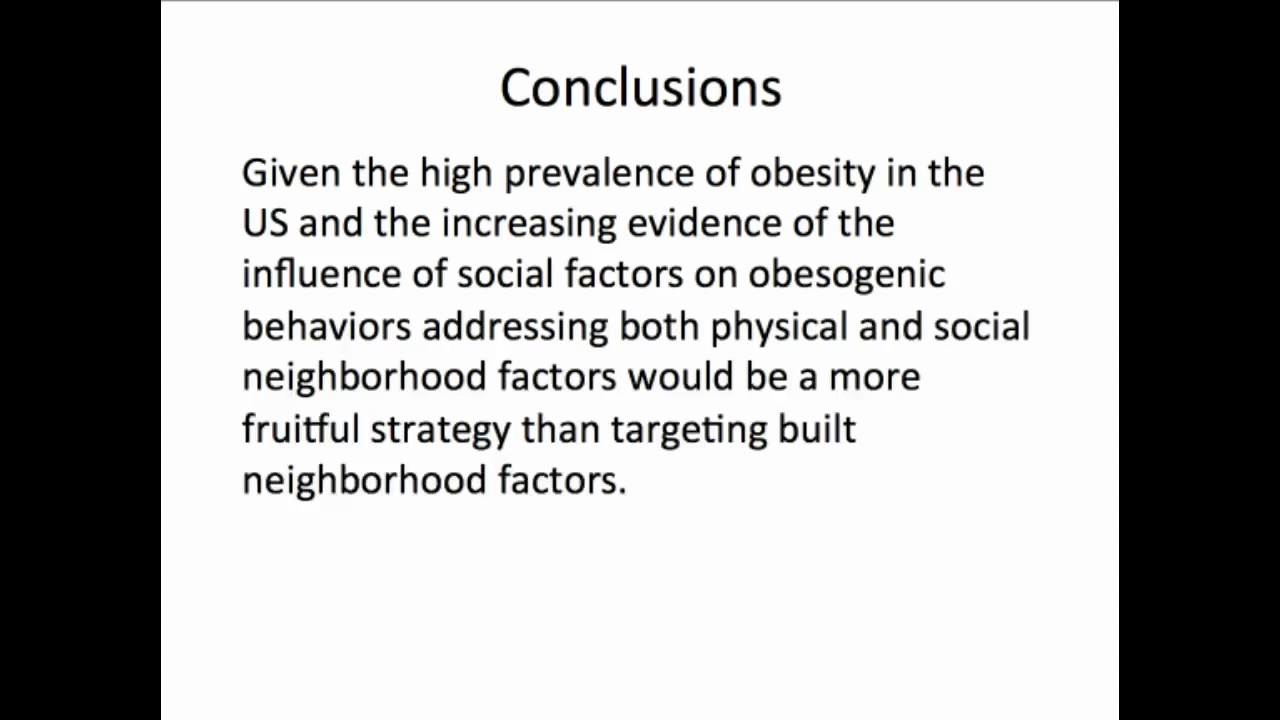 Conclusions
Given the high prevalence of obesity in the
US and the increasing evidence of the
influence of social factors on obesogenic
behaviors addressing both physical and social
neighborhood factors would be a more
fruitful strategy than targeting built
neighborhood factors.